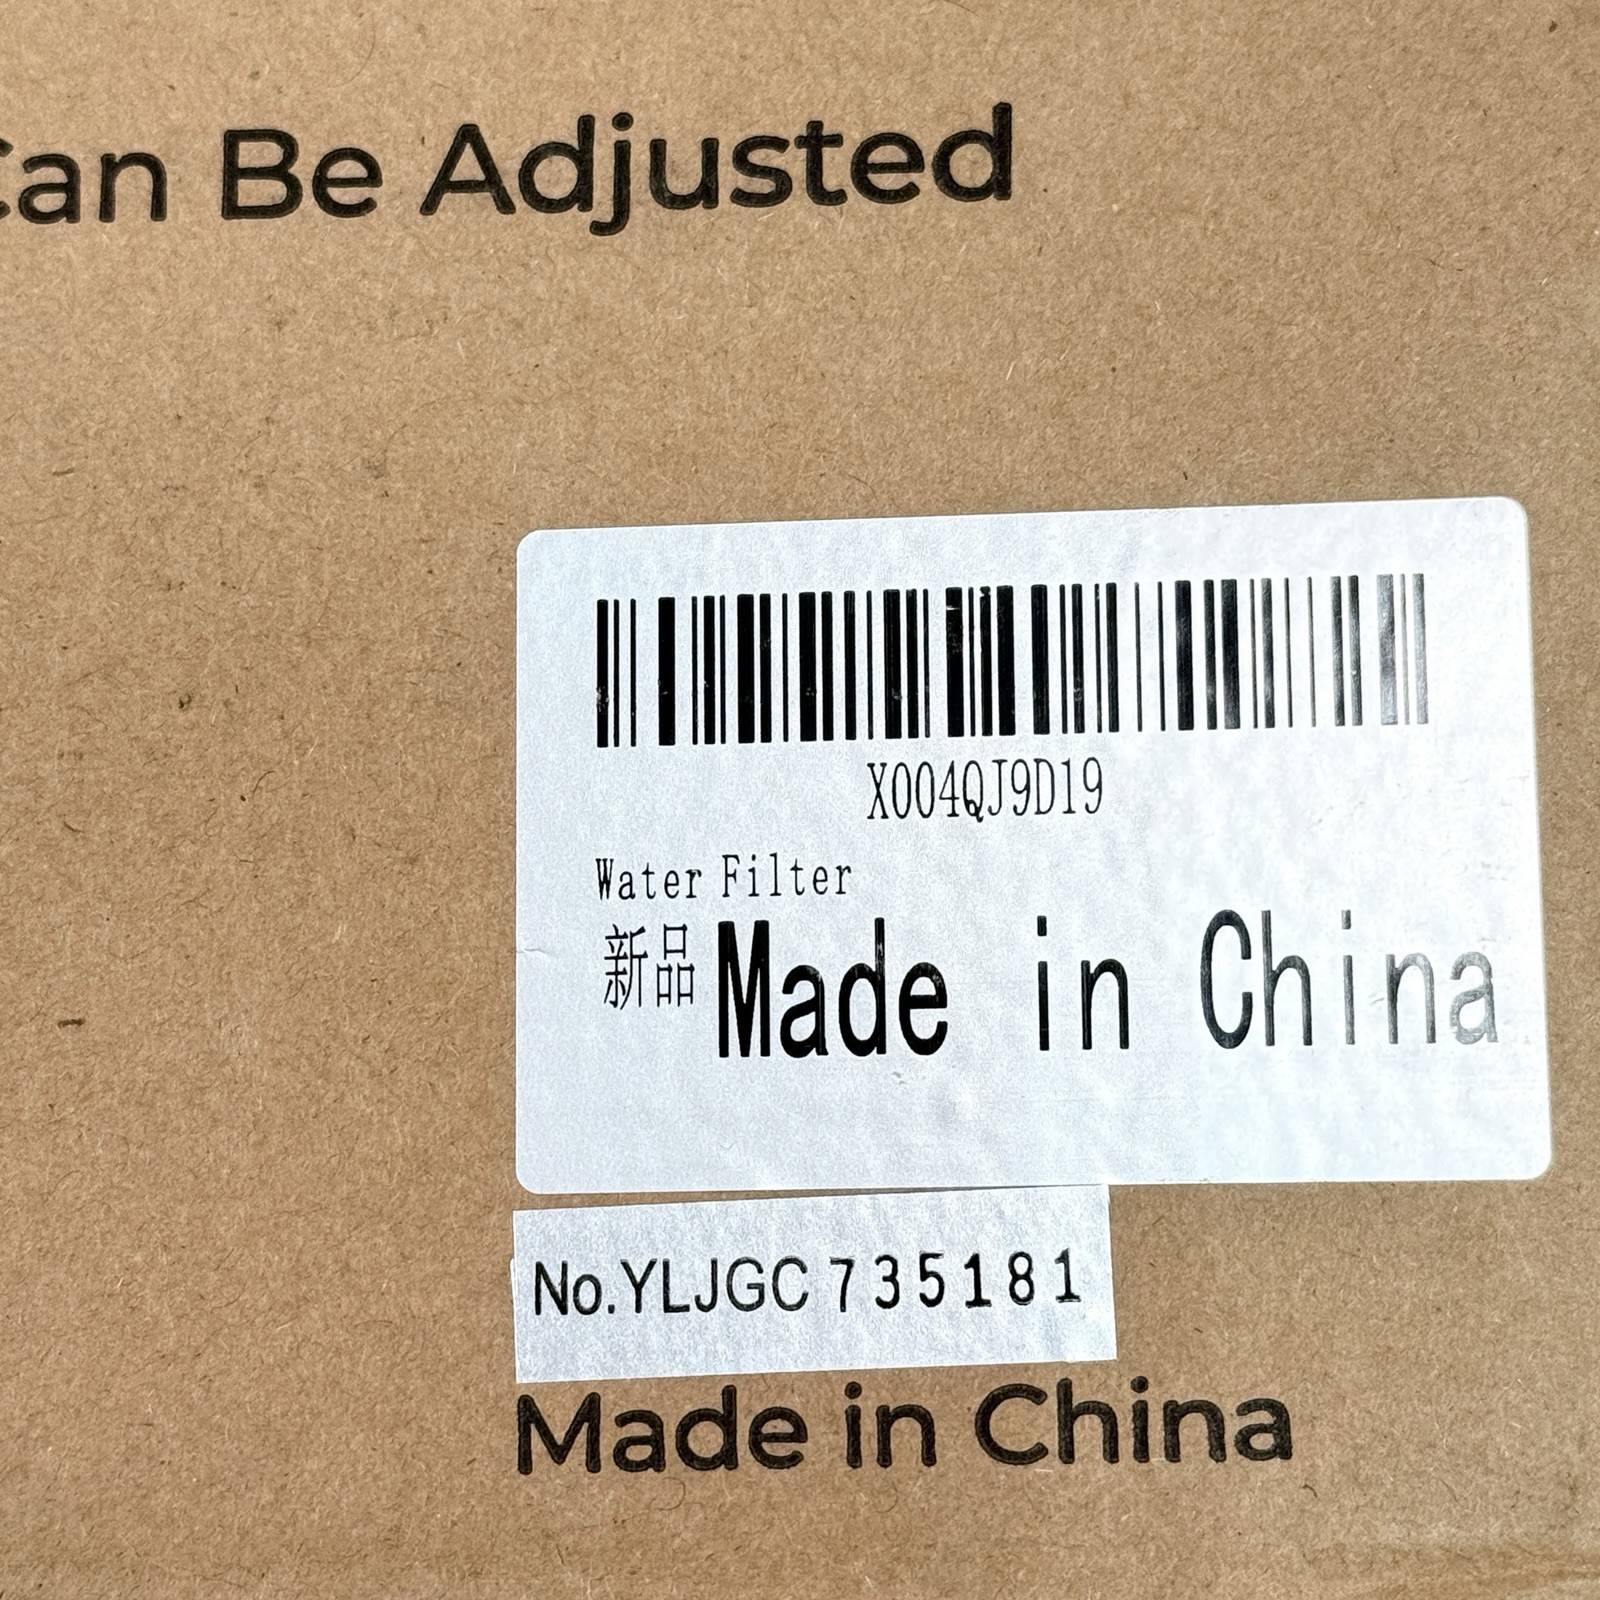 Can Be Adjusted
X004QJ9D19
Water Filter
新品 Made in China
No.YLJGC 735181
Made in China